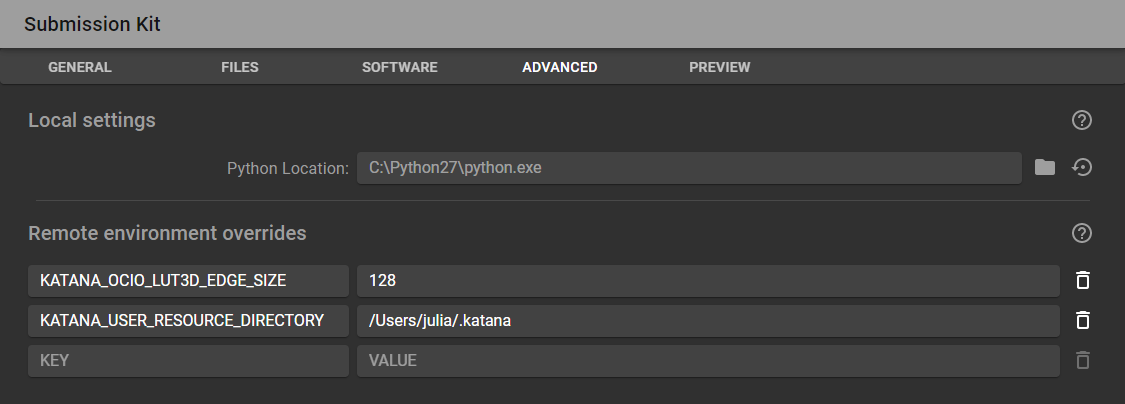 Submission Kit
GENERAL FILES SOFTWARE ADVANCED PREVIEW
Local settings
Python Location: C:\Python27\python.exe
Remote environment overrides
KATANA_OCIO_LUT3D_EDGE_SIZE 128
KATANA_USER_RESOURCE_DIRECTORY /Users/julia/.katana
KEY VALUE